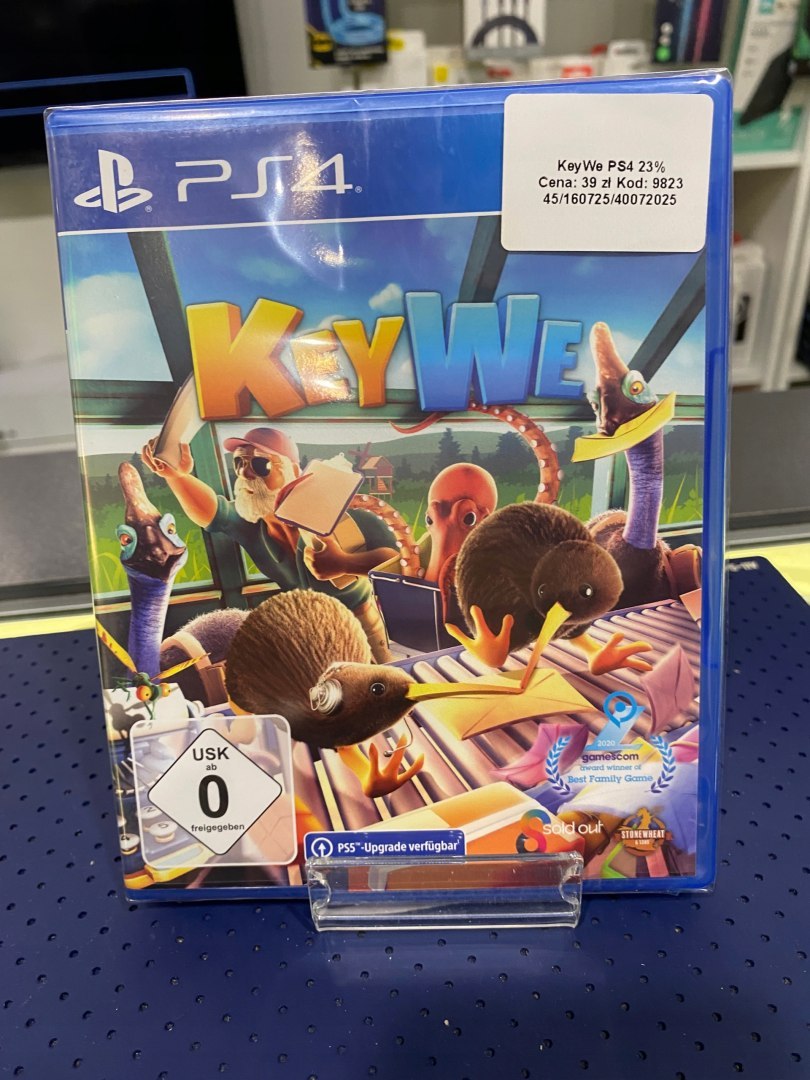 PS4
KeyWe PS4 23%
Cena: 39 zł Kod: 9823
45/160725/40072025
KEYWE
USK
ab
0
freigegeben
2020
gamescom
award winner of
Best Family Game
sold out
STONEWHEAT
& SONS
PS5™-Upgrade verfügbar